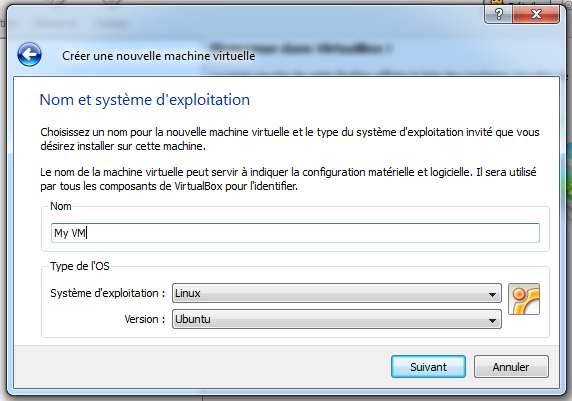 Créer une nouvelle machine virtuelle
Nom et système d'exploitation
Choisissez un nom pour la nouvelle machine virtuelle et le type du système d'exploitation invité que vous
désirez installer sur cette machine.
Le nom de la machine virtuelle peut servir à indiquer la configuration matérielle et logicielle. Il sera utilisé
par tous les composants de VirtualBox pour l'identifier.
Nom
My VM
Type de l'OS
Système d'exploitation : Linux
Version : Ubuntu
Suivant Annuler